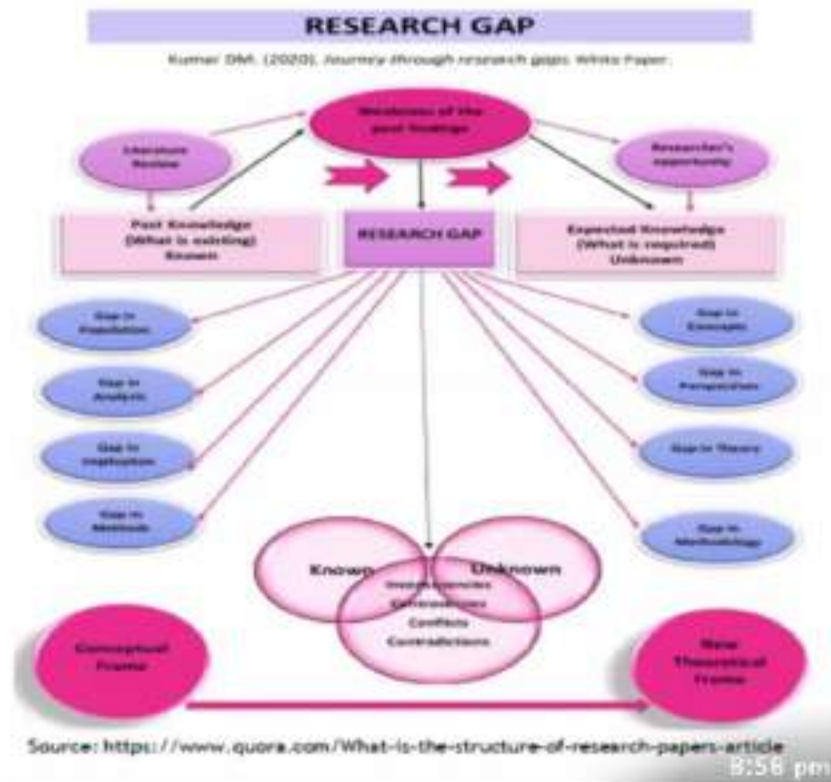 RESEARCH GAP
Kumar DM. (2020). Journey through research gaps. White Paper.
Weakness of the
past findings
Literature
Review
Researcher's
opportunity
Past Knowledge
(What is existing)
Known
RESEARCH GAP
Expected Knowledge
(What is required)
Unknown
Gap in
Population
Gap in
Concepts
Gap in
Analysis
Gap in
Perspectives
Gap in
Gap in Theory
Gap in
Methods
Gap in
Methodology
Known
Unknown
Inconsistencies
Controversies
Conflicts
Contradictions
Conceptual
Frame
New
Theoretical
Frame
Source: https://www.quora.com/What-is-the-structure-of-research-papers-article
8:58 pm